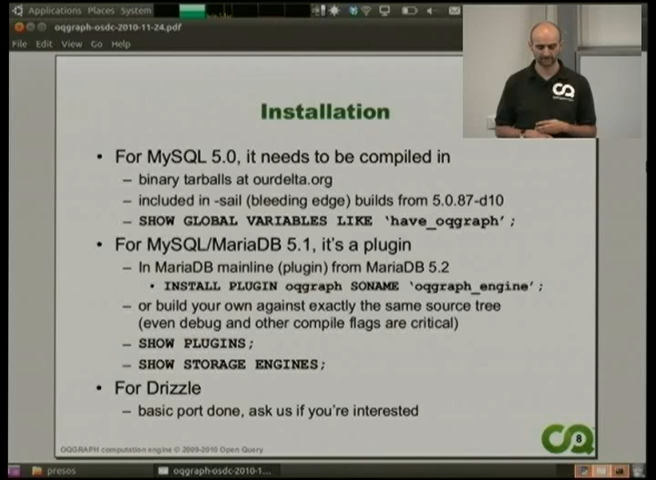 Applications Places System
oqgraph-osdc-2010-11-24.pdf
File Edit View Go Help
Installation
• For MySQL 5.0, it needs to be compiled in
– binary tarballs at ourdelta.org
– included in -sail (bleeding edge) builds from 5.0.87-d10
– SHOW GLOBAL VARIABLES LIKE 'have_oqgraph';
• For MySQL/MariaDB 5.1, it's a plugin
– In MariaDB mainline (plugin) from MariaDB 5.2
• INSTALL PLUGIN oqgraph SONAME 'oqgraph_engine';
– or build your own against exactly the same source tree
(even debug and other compile flags are critical)
– SHOW PLUGINS;
– SHOW STORAGE ENGINES;
• For Drizzle
– basic port done, ask us if you're interested
8
OQGRAPH computation engine © 2009-2010 Open Query
presos
oqgraph-osdc-2010-1...